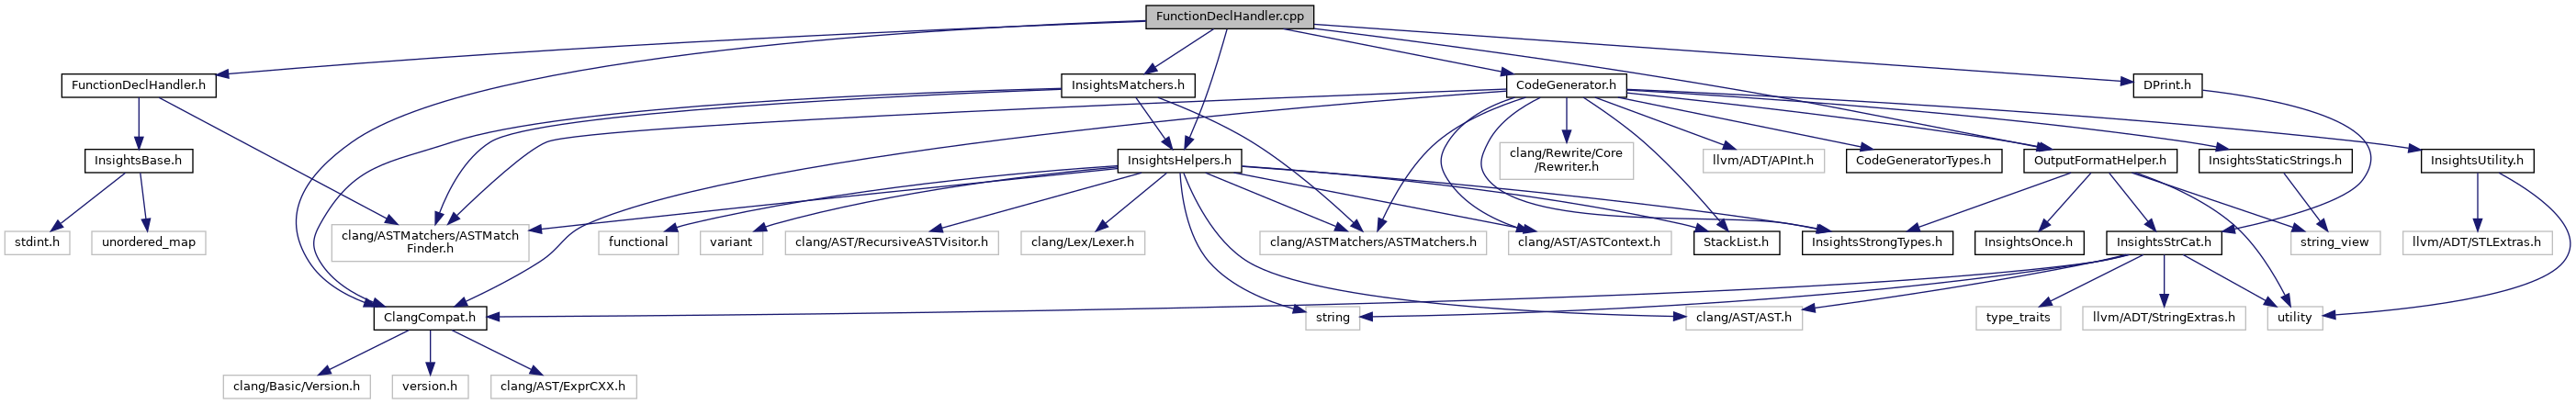 FunctionDeclHandler.cpp
FunctionDeclHandler.h
InsightsMatchers.h
CodeGenerator.h
DPrint.h
InsightsBase.h
InsightsHelpers.h
clang/Rewrite/Core
/Rewriter.h
llvm/ADT/APInt.h
CodeGeneratorTypes.h
OutputFormatHelper.h
InsightsStaticStrings.h
InsightsUtility.h
stdint.h
unordered_map
clang/ASTMatchers/ASTMatch
Finder.h
functional
variant
clang/AST/RecursiveASTVisitor.h
clang/Lex/Lexer.h
clang/ASTMatchers/ASTMatchers.h
clang/AST/ASTContext.h
StackList.h
InsightsStrongTypes.h
InsightsOnce.h
InsightsStrCat.h
string_view
llvm/ADT/STLExtras.h
ClangCompat.h
string
clang/AST/AST.h
type_traits
llvm/ADT/StringExtras.h
utility
clang/Basic/Version.h
version.h
clang/AST/ExprCXX.h